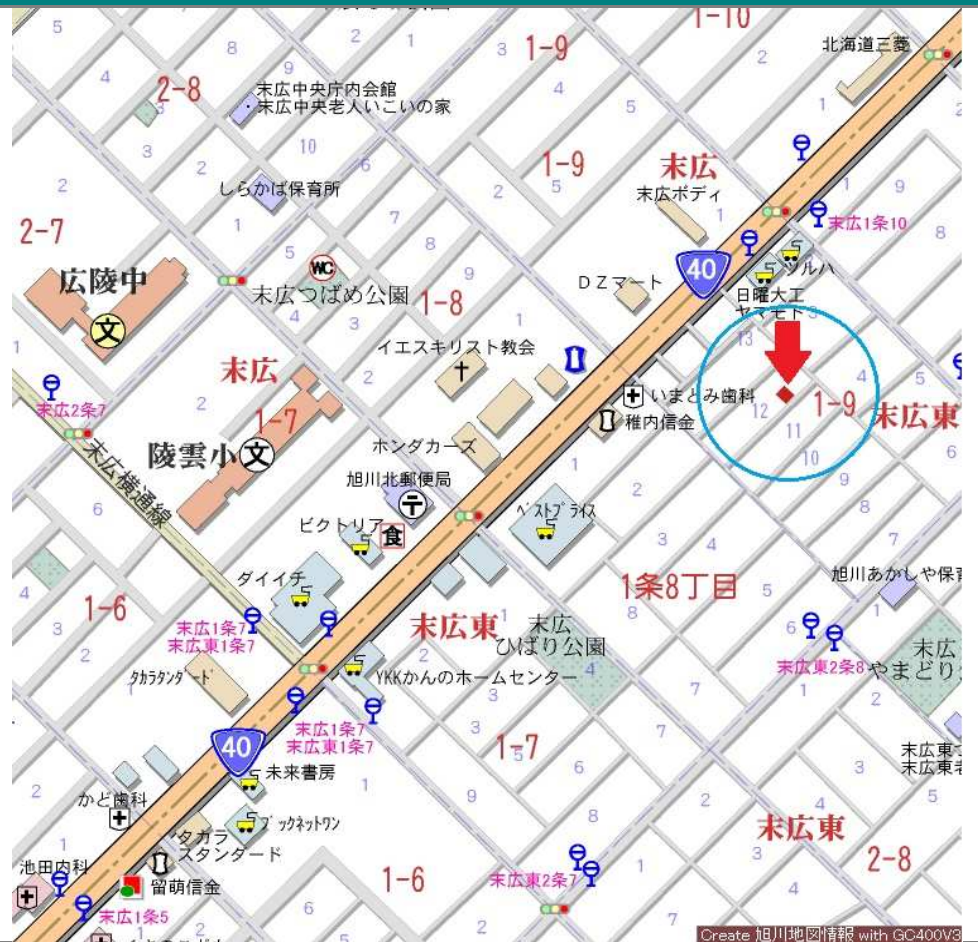 1-10
北海道三菱
1-9
2-8
末広中央庁内会館
末広中央老人いこいの家
1-9
末広
末広ボディ
しらかば保育所
2-7
末広1条10
広陵中
文
WC
末広つばめ公園
1-8
40
ツルハ
DZマート
日曜大工
ヤマモト
イエスキリスト教会
末広
1-7
末広2条7
いまとみ歯科
稚内信金
1-9
末広東
陵雲小
文
ホンダカーズ
末広横通線
旭川北郵便局
ビクトリア
食
ベストプライス
ダイイチ
1条8丁目
旭川あかしや保育
1-6
末広1条7
末広東1条7
末広東
末広
ひばり公園
末広東2条8
末広
やまどり
タカラタンダード
YKKかんのホームセンター
末広1条7
末広東1条7
1-7
40
未来書房
かど歯科
ブックネットワン
タカラ
スタンダード
末広東
2-8
池田内科
留萌信金
1-6
末広東2条7
末広1条5
Create 旭川地図情報 with GC400V3